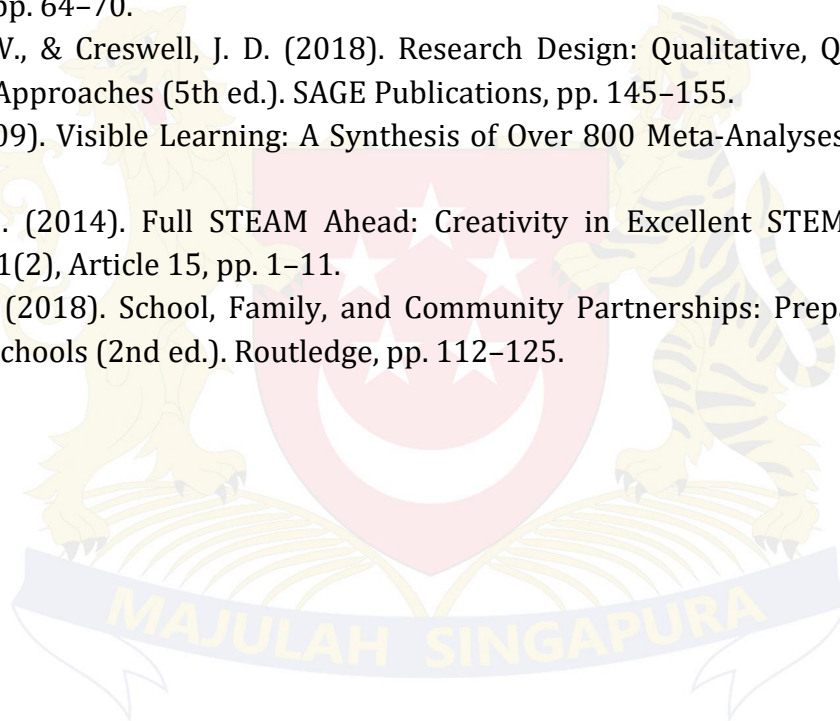 pp. 64–70.
W., & Creswell, J. D. (2018). Research Design: Qualitative, Q
Approaches (5th ed.). SAGE Publications, pp. 145–155.
09). Visible Learning: A Synthesis of Over 800 Meta-Analyses
. (2014). Full STEAM Ahead: Creativity in Excellent STEM
1(2), Article 15, pp. 1–11.
(2018). School, Family, and Community Partnerships: Prepa
chools (2nd ed.). Routledge, pp. 112–125.
MAJULAH SINGAPURA